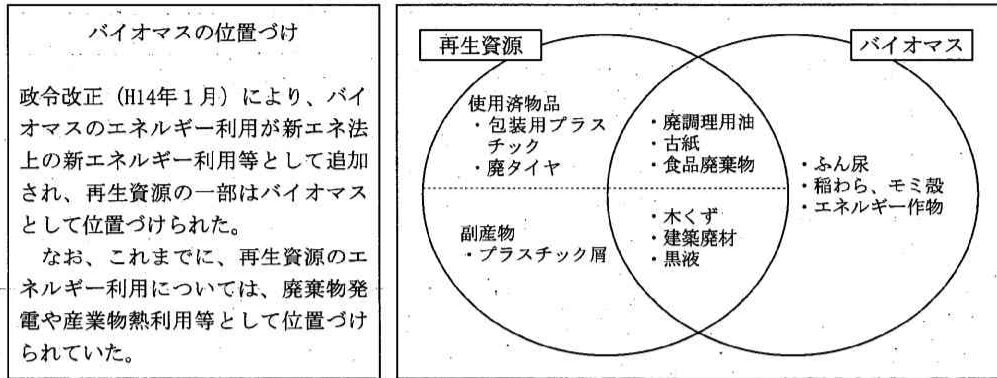 バイオマスの位置づけ
政令改正（H14年１月）により、バイ
オマスのエネルギー利用が新エネ法
上の新エネルギー利用等として追加
され、再生資源の一部はバイオマス
として位置づけられた。
なお、これまでに、再生資源のエ
ネルギー利用については、廃棄物発
電や産業物熱利用等として位置づけ
られていた。
再生資源
バイオマス
使用済物品
・包装用プラス
チック
・廃タイヤ
副産物
・プラスチック屑
・廃調理用油
・古紙
・食品廃棄物
・木くず
・建築廃材
・黒液
・ふん尿
・稲わら、モミ殻
・エネルギー作物